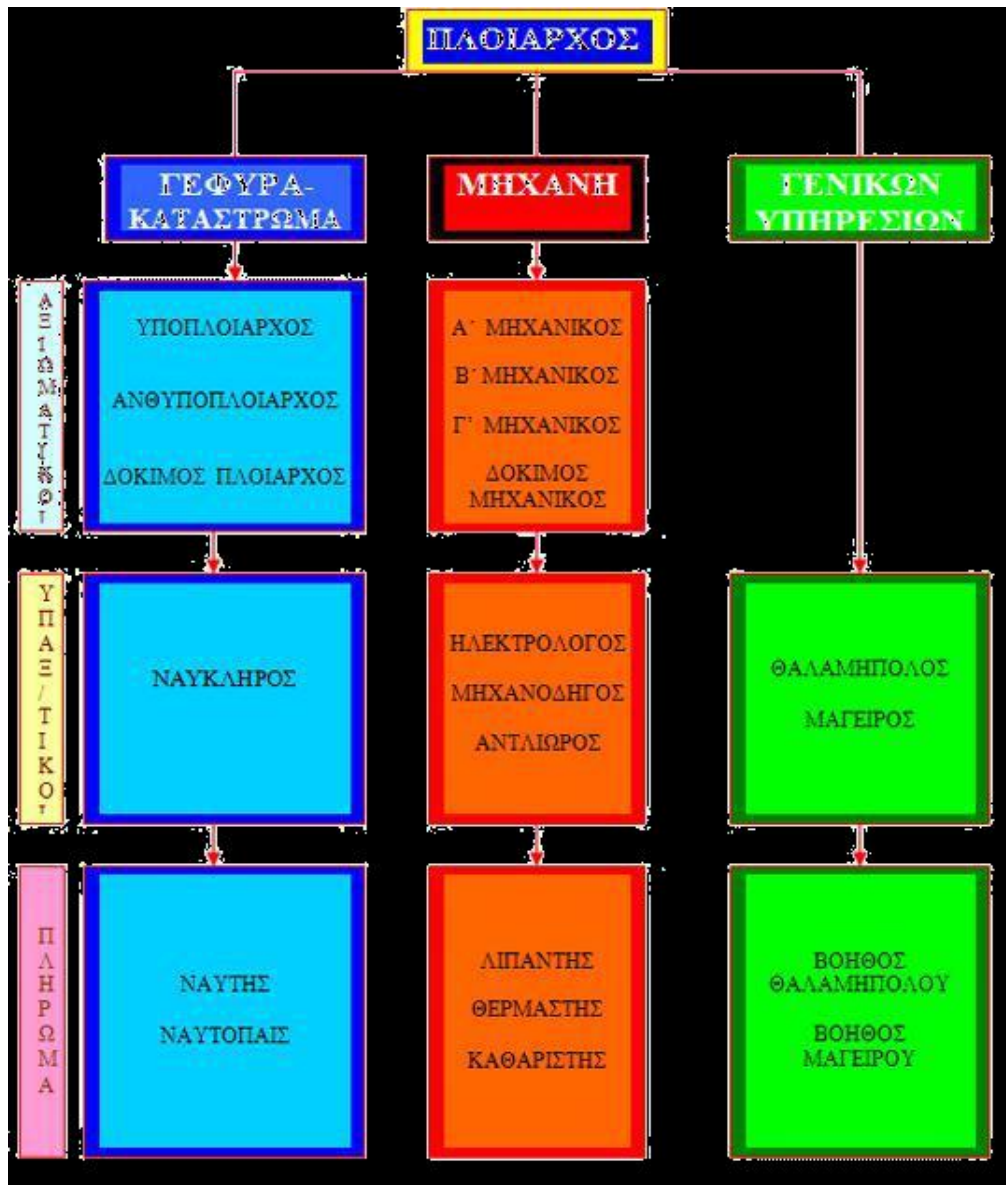 ΠΛΟΙΑΡΧΟΣ
ΓΕΦΥΡΑ-
ΚΑΤΑΣΤΡΩΜΑ
ΜΗΧΑΝΗ
ΓΕΝΙΚΩΝ
ΥΠΗΡΕΣΙΩΝ
ΑΞΙΩΜΑΤΙΚΟΙ
ΥΠΟΠΛΟΙΑΡΧΟΣ
ΑΝΘΥΠΟΠΛΟΙΑΡΧΟΣ
ΔΟΚΙΜΟΣ ΠΛΟΙΑΡΧΟΣ
Α΄ ΜΗΧΑΝΙΚΟΣ
Β΄ ΜΗΧΑΝΙΚΟΣ
Γ΄ ΜΗΧΑΝΙΚΟΣ
ΔΟΚΙΜΟΣ
ΜΗΧΑΝΙΚΟΣ
ΥΠΑΞ/ΤΙΚΟΙ
ΝΑΥΚΛΗΡΟΣ
ΗΛΕΚΤΡΟΛΟΓΟΣ
ΜΗΧΑΝΟΔΗΓΟΣ
ΑΝΤΛΙΩΡΟΣ
ΘΑΛΑΜΗΠΟΛΟΣ
ΜΑΓΕΙΡΟΣ
ΠΛΗΡΩΜΑ
ΝΑΥΤΗΣ
ΝΑΥΤΟΠΑΙΣ
ΛΙΠΑΝΤΗΣ
ΘΕΡΜΑΣΤΗΣ
ΚΑΘΑΡΙΣΤΗΣ
ΒΟΗΘΟΣ
ΘΑΛΑΜΗΠΟΛΟΥ
ΒΟΗΘΟΣ
ΜΑΓΕΙΡΟΥ